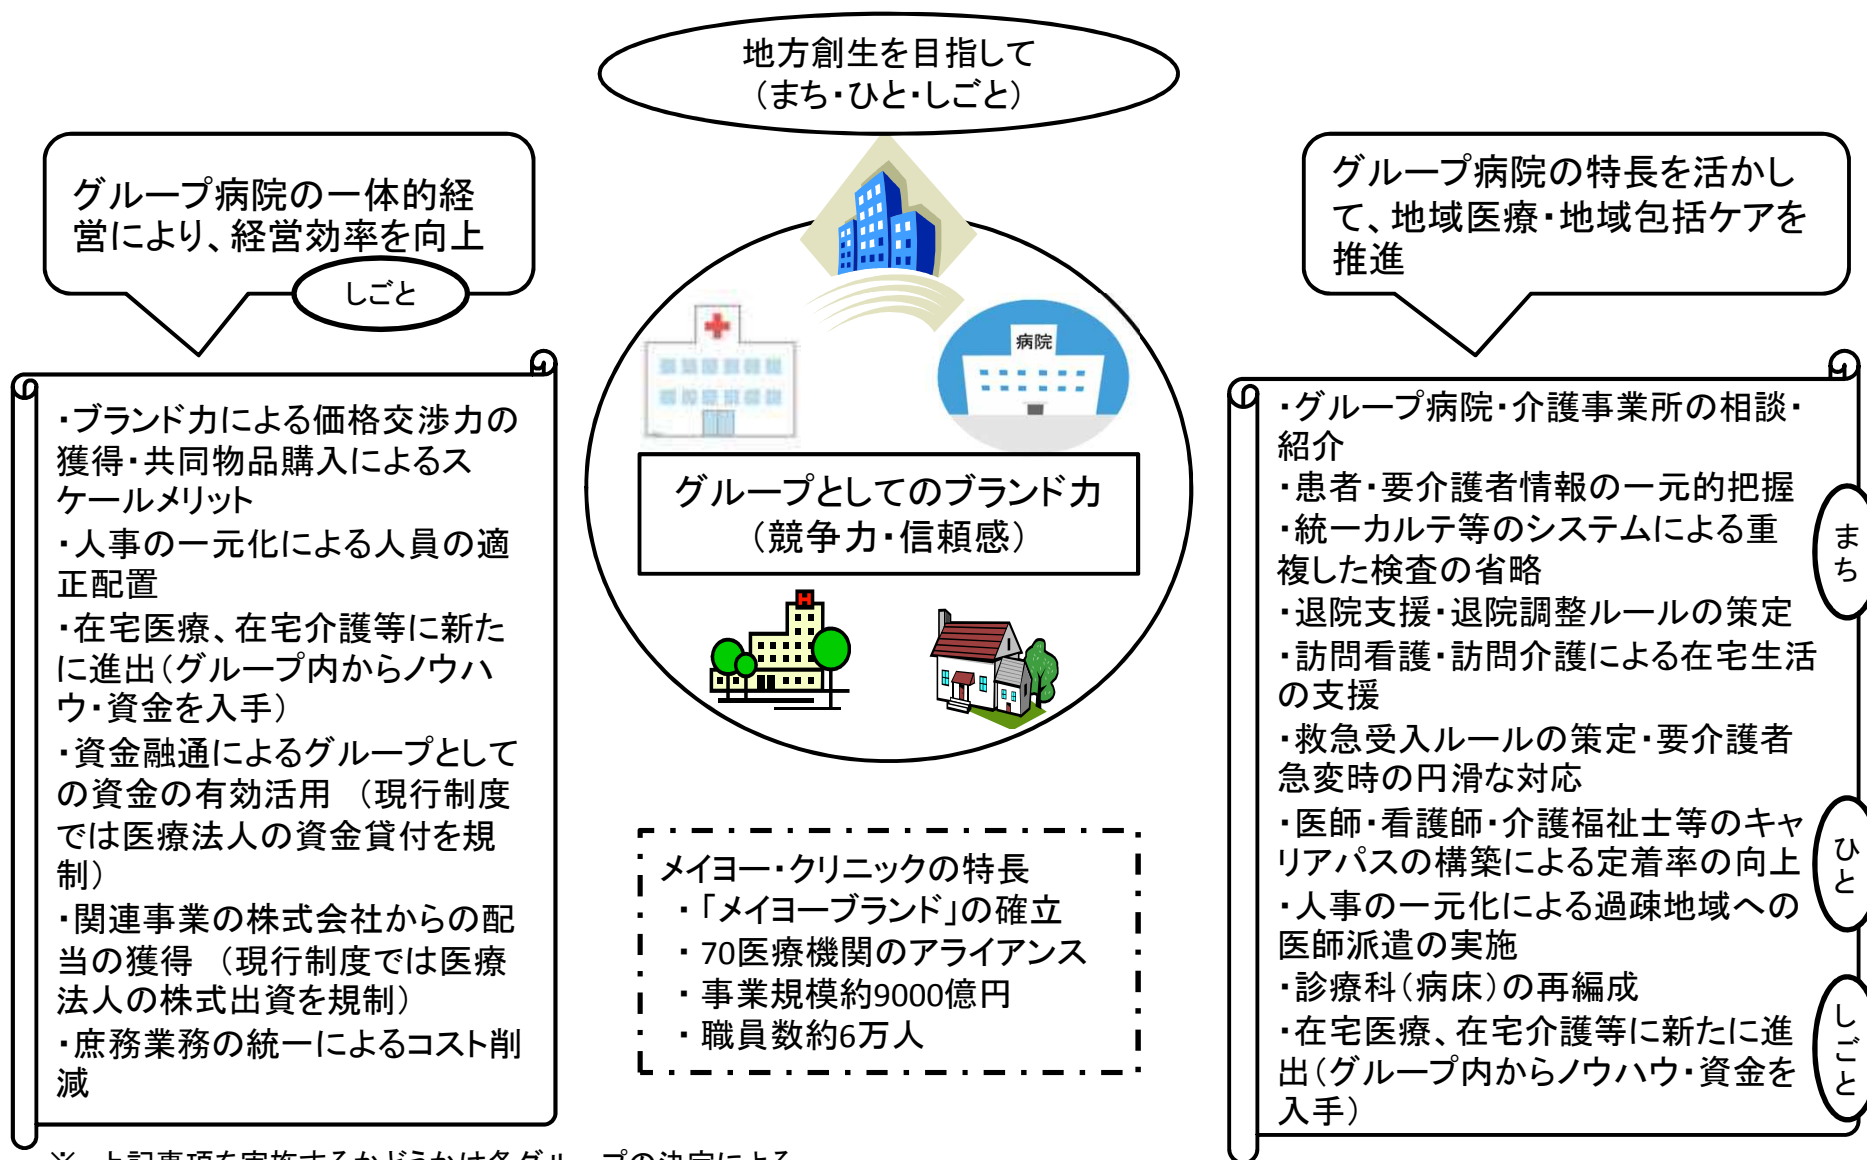 地方創生を目指して
（まち・ひと・しごと）
グループ病院の一体的経
営により、経営効率を向上
しごと
・ブランド力による価格交渉力の
獲得・共同物品購入によるス
ケールメリット
・人事の一元化による人員の適
正配置
・在宅医療、在宅介護等に新た
に進出（グループ内からノウハ
ウ・資金を入手）
・資金融通によるグループとして
の資金の有効活用　（現行制度
では医療法人の資金貸付を規
制）
・関連事業の株式会社からの配
当の獲得　（現行制度では医療
法人の株式出資を規制）
・庶務業務の統一によるコスト削
減
病院
グループとしてのブランド力
（競争力・信頼感）
H
メイヨー・クリニックの特長
・「メイヨーブランド」の確立
・70医療機関のアライアンス
・事業規模約9000億円
・職員数約6万人
グループ病院の特長を活かし
て、地域医療・地域包括ケアを
推進
・グループ病院・介護事業所の相談・
紹介
・患者・要介護者情報の一元的把握
・統一カルテ等のシステムによる重
複した検査の省略
・退院支援・退院調整ルールの策定
・訪問看護・訪問介護による在宅生活
の支援
・救急受入ルールの策定・要介護者
急変時の円滑な対応
・医師・看護師・介護福祉士等のキャ
リアパスの構築による定着率の向上
・人事の一元化による過疎地域への
医師派遣の実施
・診療科（病床）の再編成
・在宅医療、在宅介護等に新たに進
出（グループ内からノウハウ・資金を
入手）
まち
ひと
しごと
※　上記事項を実施するかどうかは各グループの決定による